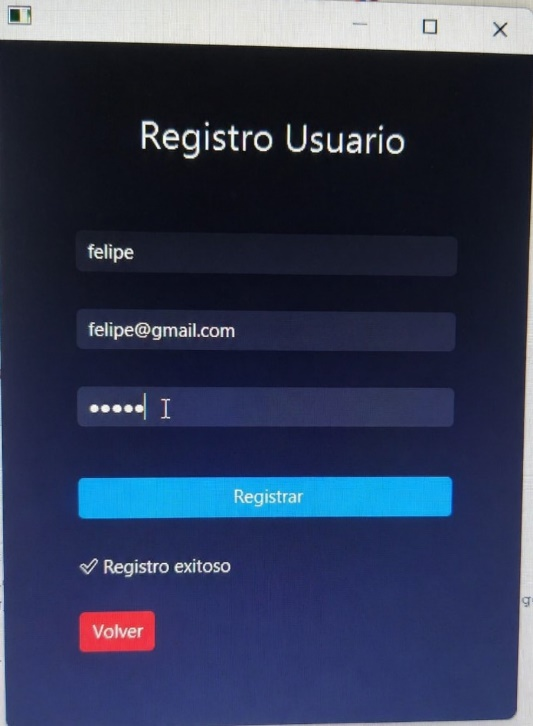 Registro Usuario
felipe
felipe@gmail.com
•••••
Registrar
✓ Registro exitoso
Volver